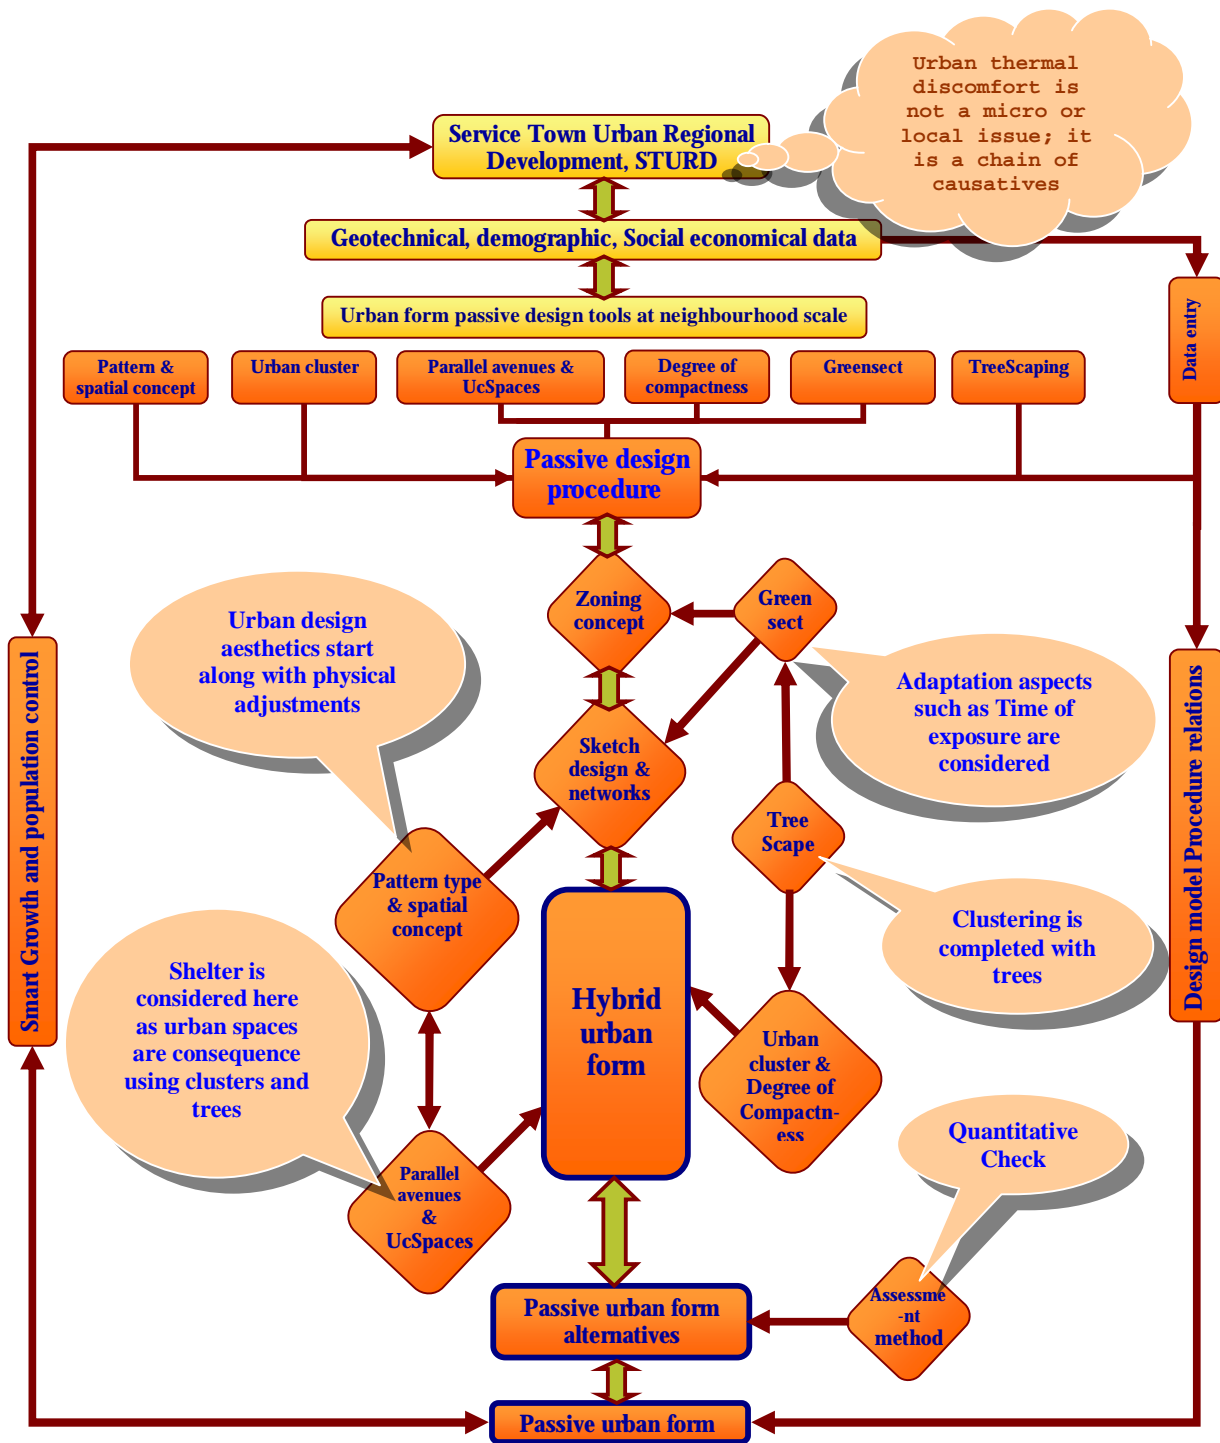 Urban thermal
discomfort is
not a micro or
local issue; it
is a chain of
causatives
Service Town Urban Regional
Development, STURD
Geotechnical, demographic, Social economical data
Urban form passive design tools at neighbourhood scale
Data entry
Pattern &
spatial concept
Urban cluster
Parallel avenues &
UcSpaces
Degree of
compactness
Greensect
TreeScaping
Passive design
procedure
Zoning
concept
Green
sect
Urban design
aesthetics start
along with physical
adjustments
Adaptation aspects
such as Time of
exposure are
considered
Smart Growth and population control
Design model Procedure relations
Sketch
design &
networks
Tree
Scape
Pattern type
& spatial
concept
Clustering is
completed with
trees
Shelter is
considered here
as urban spaces
are consequence
using clusters and
trees
Hybrid
urban
form
Urban
cluster &
Degree of
Compactn-
ess
Quantitative
Check
Parallel
avenues
&
UcSpaces
Assessme
-nt
method
Passive urban form
alternatives
Passive urban form